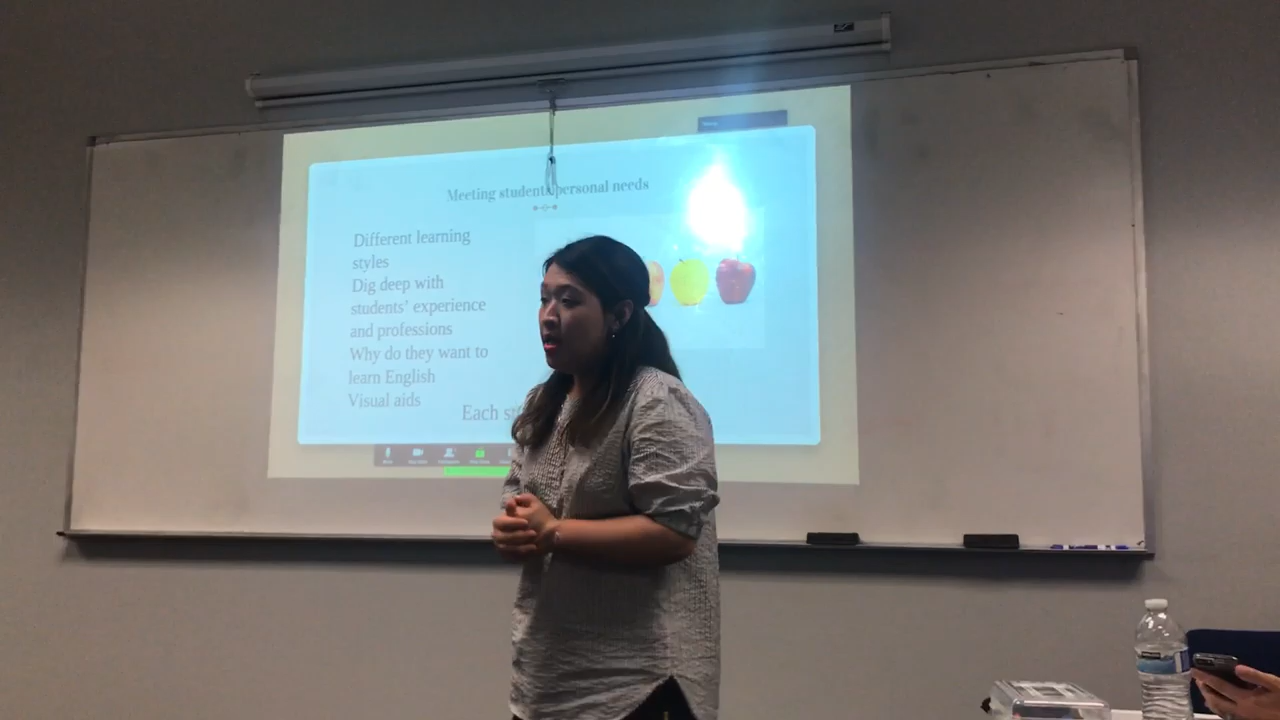 Meeting students' personal needs
Different learning
styles
Dig deep with
students' experience
and professions
Why do they want to
learn English
Visual aids
Each